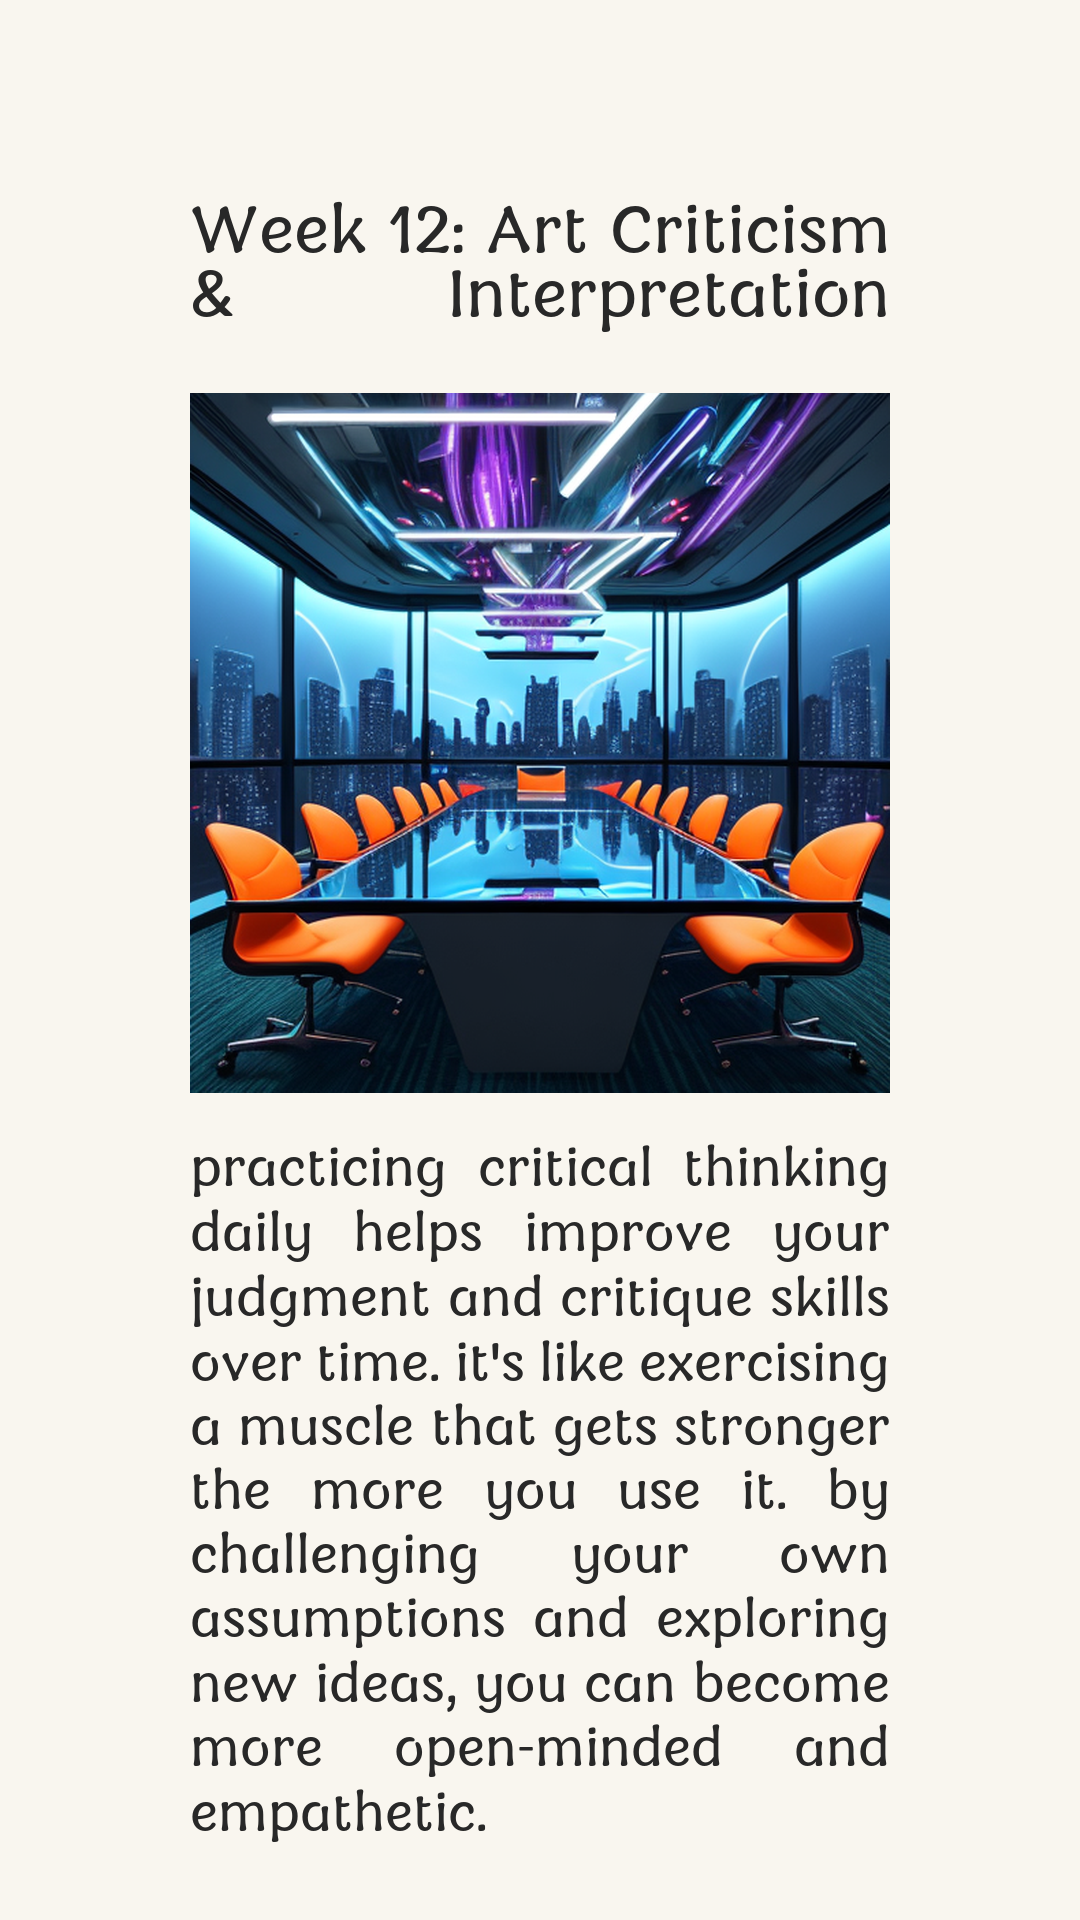 Week 12: Art Criticism
& Interpretation
practicing critical thinking
daily helps improve your
judgment and critique skills
over time. it's like exercising
a muscle that gets stronger
the more you use it. by
challenging your own
assumptions and exploring
new ideas, you can become
more open-minded and
empathetic.